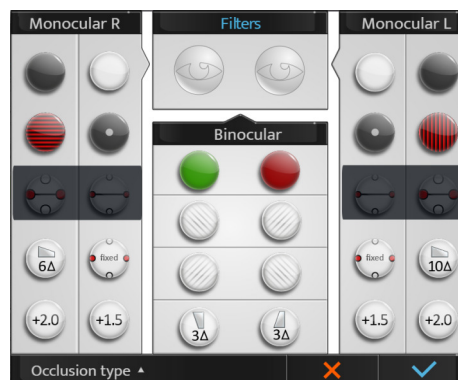 Monocular R
Filters
Monocular L
Binocular
6Δ
fixed
fixed
10Δ
+2.0
+1.5
3Δ
3Δ
+1.5
+2.0
Occlusion type